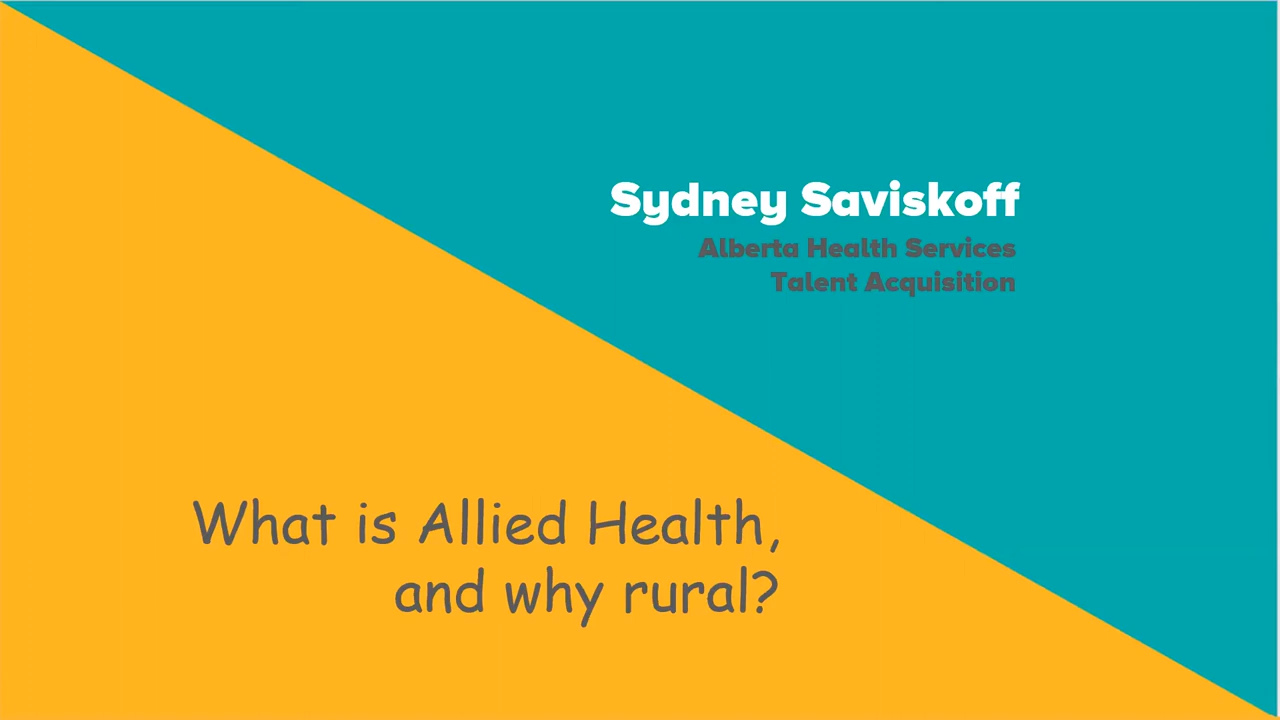 Sydney Saviskoff
Alberta Health Services
Talent Acquisition
What is Allied Health,
and why rural?